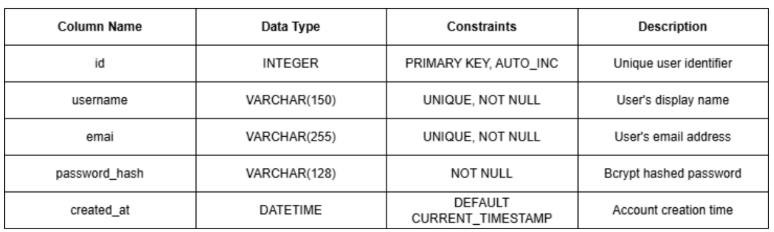 Column Name Data Type Constraints Description
id INTEGER PRIMARY KEY, AUTO_INC Unique user identifier
username VARCHAR(150) UNIQUE, NOT NULL User's display name
emai VARCHAR(255) UNIQUE, NOT NULL User's email address
password_hash VARCHAR(128) NOT NULL Bcrypt hashed password
created_at DATETIME DEFAULT
CURRENT_TIMESTAMP Account creation time